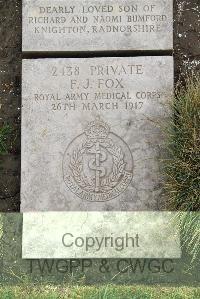 DEARLY LOVED SON OF
RICHARD AND NAOMI BUMFORD
KNIGHTON, RADNORSHIRE
2438 PRIVATE
F. J. FOX
ROYAL ARMY MEDICAL CORPS
26TH MARCH 1917
Copyright
TWGPP & CWGC